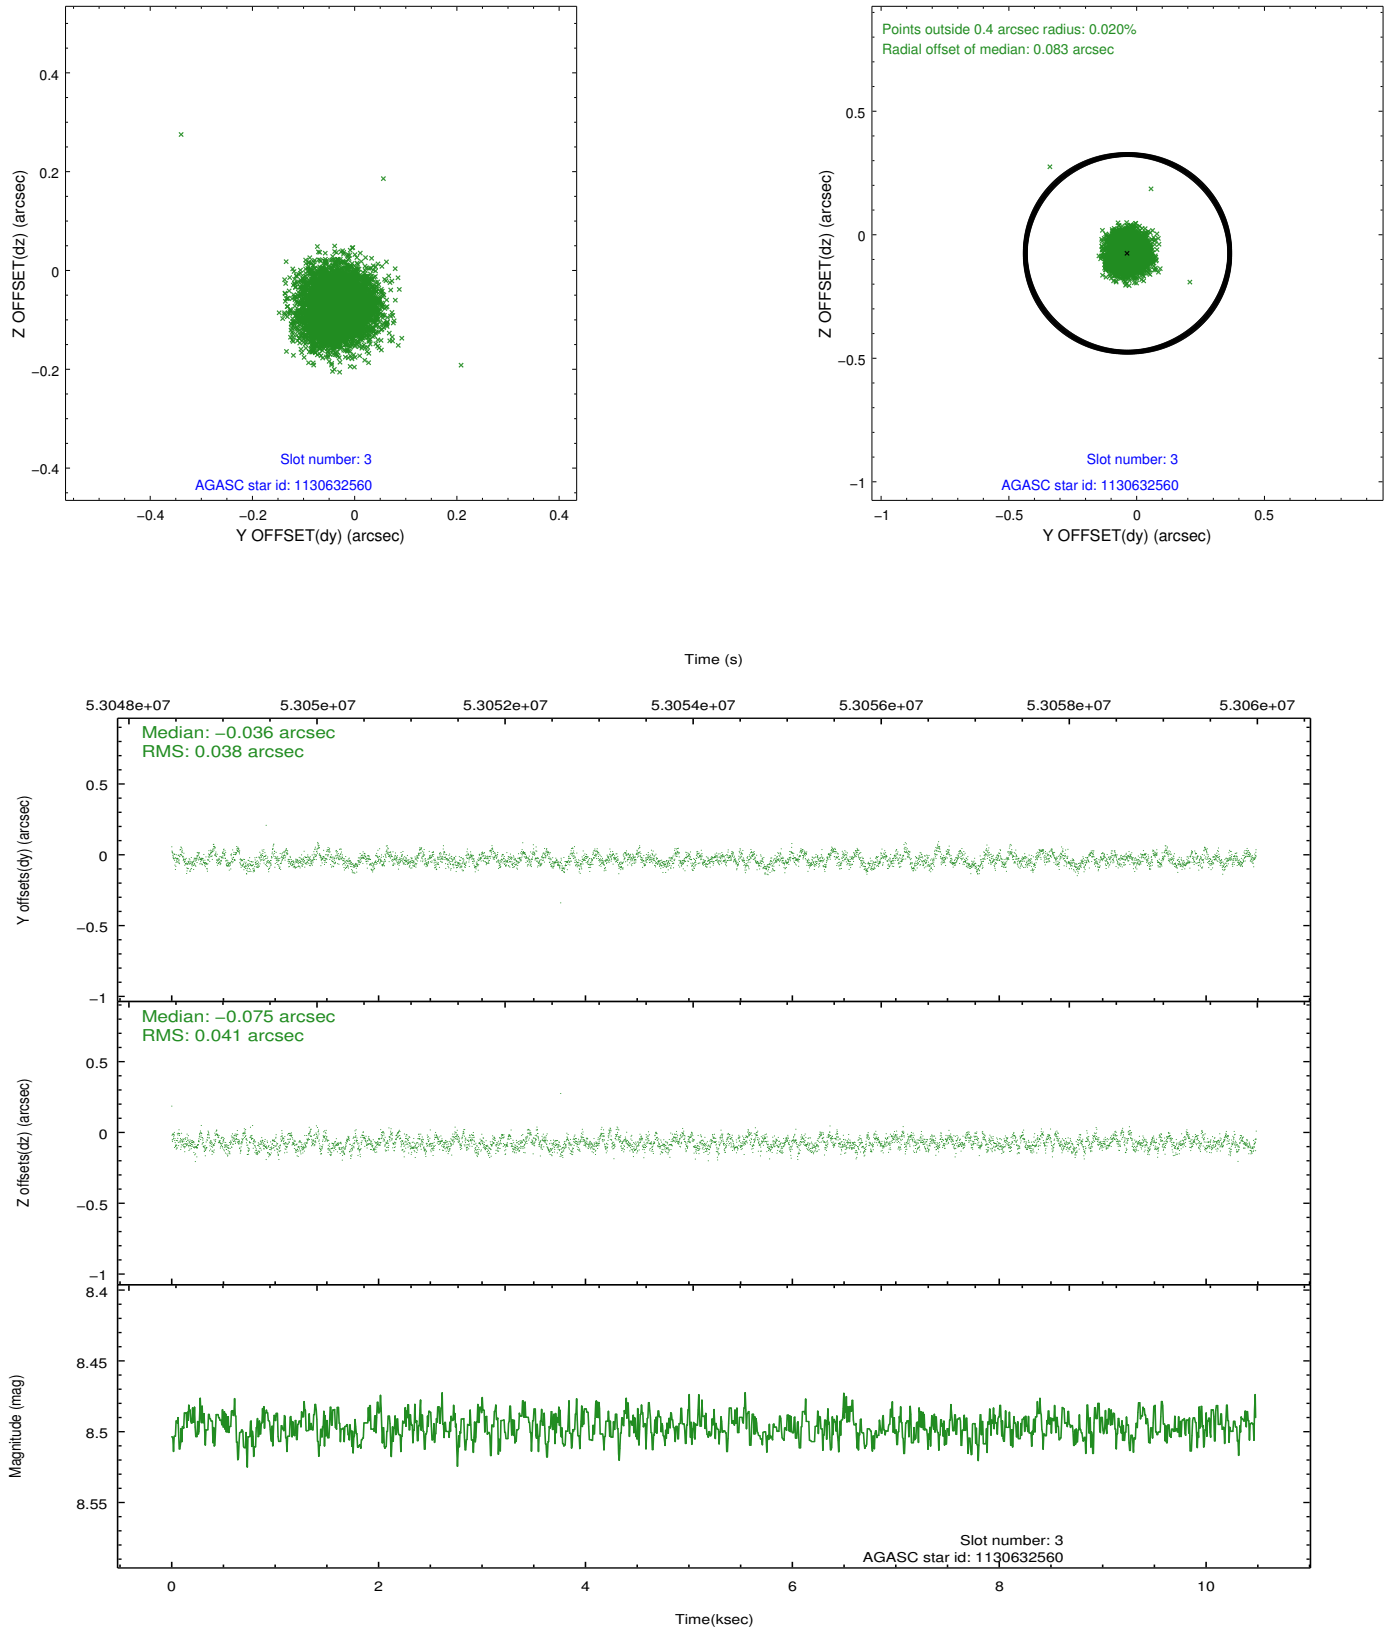 0.4
0.2
0
−0.2
−0.4
Z OFFSET(dz) (arcsec)
Slot number: 3
AGASC star id: 1130632560
−0.4 −0.2 0 0.2 0.4
Y OFFSET(dy) (arcsec)
Points outside 0.4 arcsec radius: 0.020%
Radial offset of median: 0.083 arcsec
0.5
0
−0.5
−1
Z OFFSET(dz) (arcsec)
Slot number: 3
AGASC star id: 1130632560
−1 −0.5 0 0.5
Y OFFSET(dy) (arcsec)
Time (s)
5.3048e+07 5.305e+07 5.3052e+07 5.3054e+07 5.3056e+07 5.3058e+07 5.306e+07
Median: −0.036 arcsec
RMS: 0.038 arcsec
0.5
0
−0.5
−1
Y offsets(dy) (arcsec)
Median: −0.075 arcsec
RMS: 0.041 arcsec
0.5
0
−0.5
−1
Z offsets(dz) (arcsec)
8.4
8.45
8.5
8.55
Magnitude (mag)
Slot number: 3
AGASC star id: 1130632560
0 2 4 6 8 10
Time(ksec)